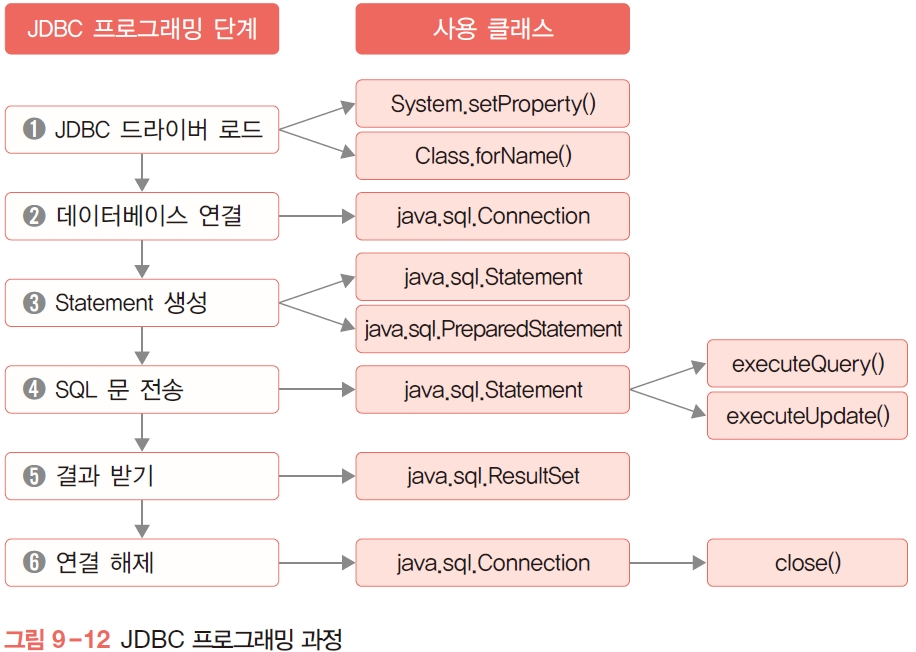 JDBC 프로그래밍 단계
사용 클래스
❶ JDBC 드라이버 로드
System.setProperty()
Class.forName()
❷ 데이터베이스 연결
java.sql.Connection
❸ Statement 생성
java.sql.Statement
java.sql.PreparedStatement
❹ SQL 문 전송
java.sql.Statement
executeQuery()
executeUpdate()
❺ 결과 받기
java.sql.ResultSet
❻ 연결 해제
java.sql.Connection
close()
그림 9-12 JDBC 프로그래밍 과정